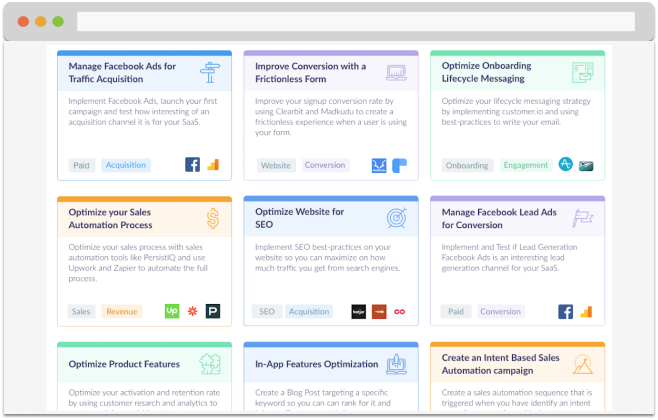 Manage Facebook Ads for
Traffic Acquisition
Implement Facebook Ads, launch your first
campaign and test how interesting of an
acquisition channel it is for your SaaS.
Paid
Acquisition
Improve Conversion with a
Frictionless Form
Improve your signup conversion rate by
using Clearbit and Madkudu to create a
frictionless experience when a user is using
your form.
Website
Conversion
Optimize Onboarding
Lifecycle Messaging
Optimize your lifecycle messaging strategy
by implementing customer.io and using
best-practices to write your email.
Onboarding
Engagement
Optimize your Sales
Automation Process
Optimize your sales process with sales
automation tools like PersistIQ and use
Upwork and Zapier to automate the full
process.
Sales
Revenue
up
Optimize Website for
SEO
Implement SEO best-practices on your
website so you can maximize on how
much traffic you get from search engines.
SEO
Acquisition
Manage Facebook Lead Ads
for Conversion
Implement and Test if Lead Generation
Facebook Ads is an interesting lead
generation channel for your SaaS.
Paid
Conversion
Optimize Product Features
Optimize your activation and retention rate
by using customer resarch and analytics to
In-App Features Optimization
Create a Blog Post targeting a specific
keyword so you can can rank for it and
Create an Intent Based Sales
Automation campaign
Create a sales automation sequence that is
triggered when you have identify an intent